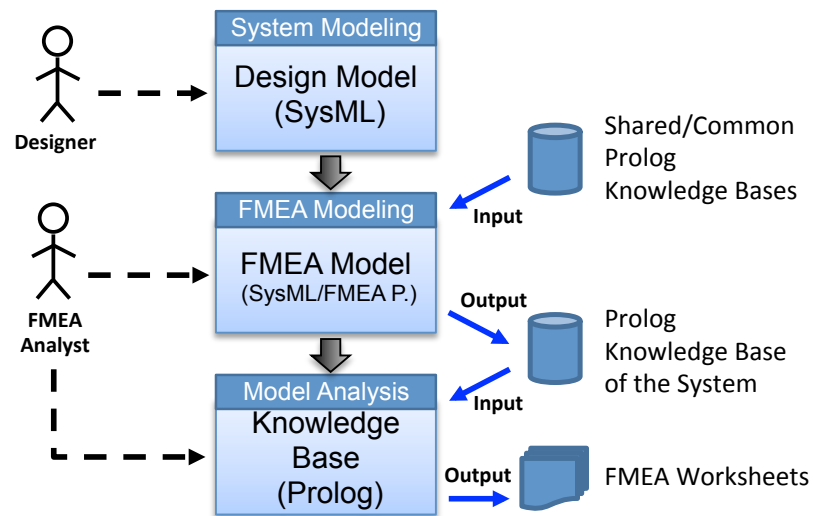 System Modeling
Design Model
(SysML)
Designer
Shared/Common
Prolog
Knowledge Bases
Input
FMEA Modeling
FMEA Model
(SysML/FMEA P.)
FMEA
Analyst
Output
Prolog
Knowledge Base
of the System
Input
Model Analysis
Knowledge
Base
(Prolog)
Output
FMEA Worksheets